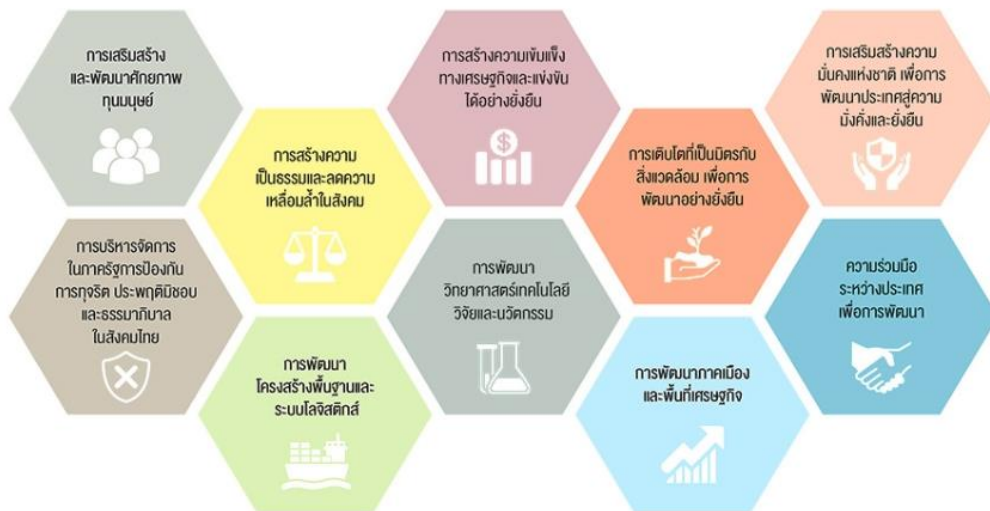 การเสริมสร้าง
และพัฒนาศักยภาพ
ทุนมนุษย์
การสร้างความ
เป็นธรรมและลดความ
เหลื่อมล้ำในสังคม
การสร้างความเข้มแข็ง
ทางเศรษฐกิจและแข่งขัน
ได้อย่างยั่งยืน
การเติบโตที่เป็นมิตรกับ
สิ่งแวดล้อม เพื่อการ
พัฒนาอย่างยั่งยืน
การเสริมสร้างความ
มั่นคงแห่งชาติ เพื่อการ
พัฒนาประเทศสู่ความ
มั่งคั่งและยั่งยืน
การบริหารจัดการ
ในภาครัฐการป้องกัน
การทุจริต ประพฤติมิชอบ
และธรรมาภิบาล
ในสังคมไทย
การพัฒนา
โครงสร้างพื้นฐานและ
ระบบโลจิสติกส์
การพัฒนา
วิทยาศาสตร์เทคโนโลยี
วิจัยและนวัตกรรม
การพัฒนาภาคเมือง
และพื้นที่เศรษฐกิจ
ความร่วมมือ
ระหว่างประเทศ
เพื่อการพัฒนา